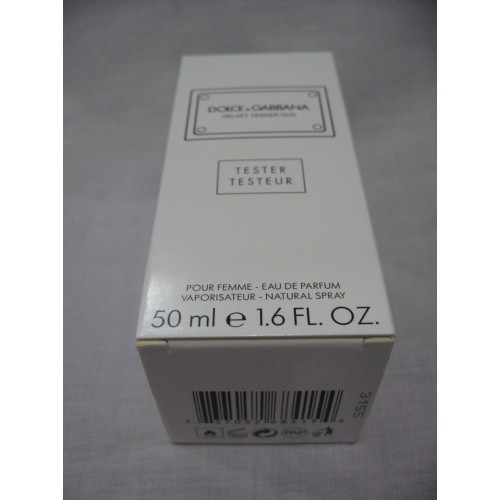 DOLCE & GABBANA
VELVET TENDER OUD
TESTER
TESTEUR
POUR FEMME - EAU DE PARFUM
VAPORISATEUR - NATURAL SPRAY
50 ml e 1.6 FL. OZ.
3155